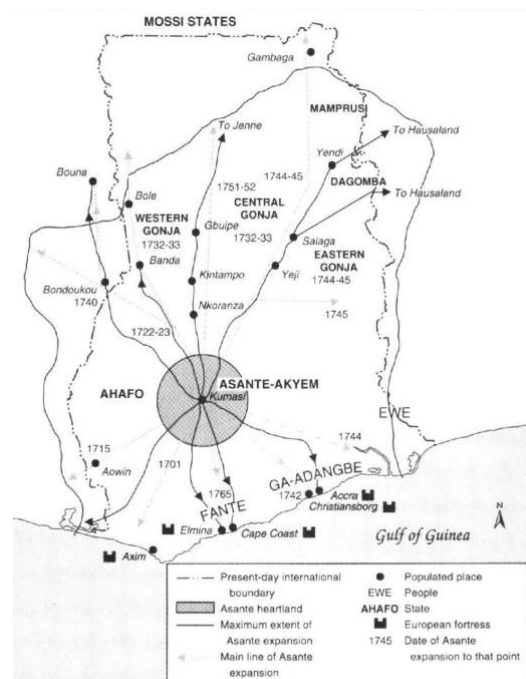 MOSSI STATES
Gambaga
MAMPRUSI
To Jenne
To Hausaland
Yendi
Bouna
1744-45
DAGOMBA
1751-52
Bole
CENTRAL
GONJA
To Hausaland
WESTERN
GONJA
Gbuipe
1732-33
1732-33
Salaga
EASTERN
GONJA
Banda
Yeji
1744-45
Kintampo
Bondoukou
1740
Nkoranza
1745
1722-23
AHAFO
ASANTE-AKYEM
Kumasi
EWE
1715
1744
Aowin
1701
GA-ADANGBE
1765
1742
Accra
Christiansborg
FANTE
Elmina
Cape Coast
N
Gulf of Guinea
Axim
Present-day international
boundary
Asante heartland
Maximum extent of
Asante expansion
Main line of Asante
expansion
Populated place
EWE People
AHAFO State
European fortress
1745 Date of Asante
expansion to that point